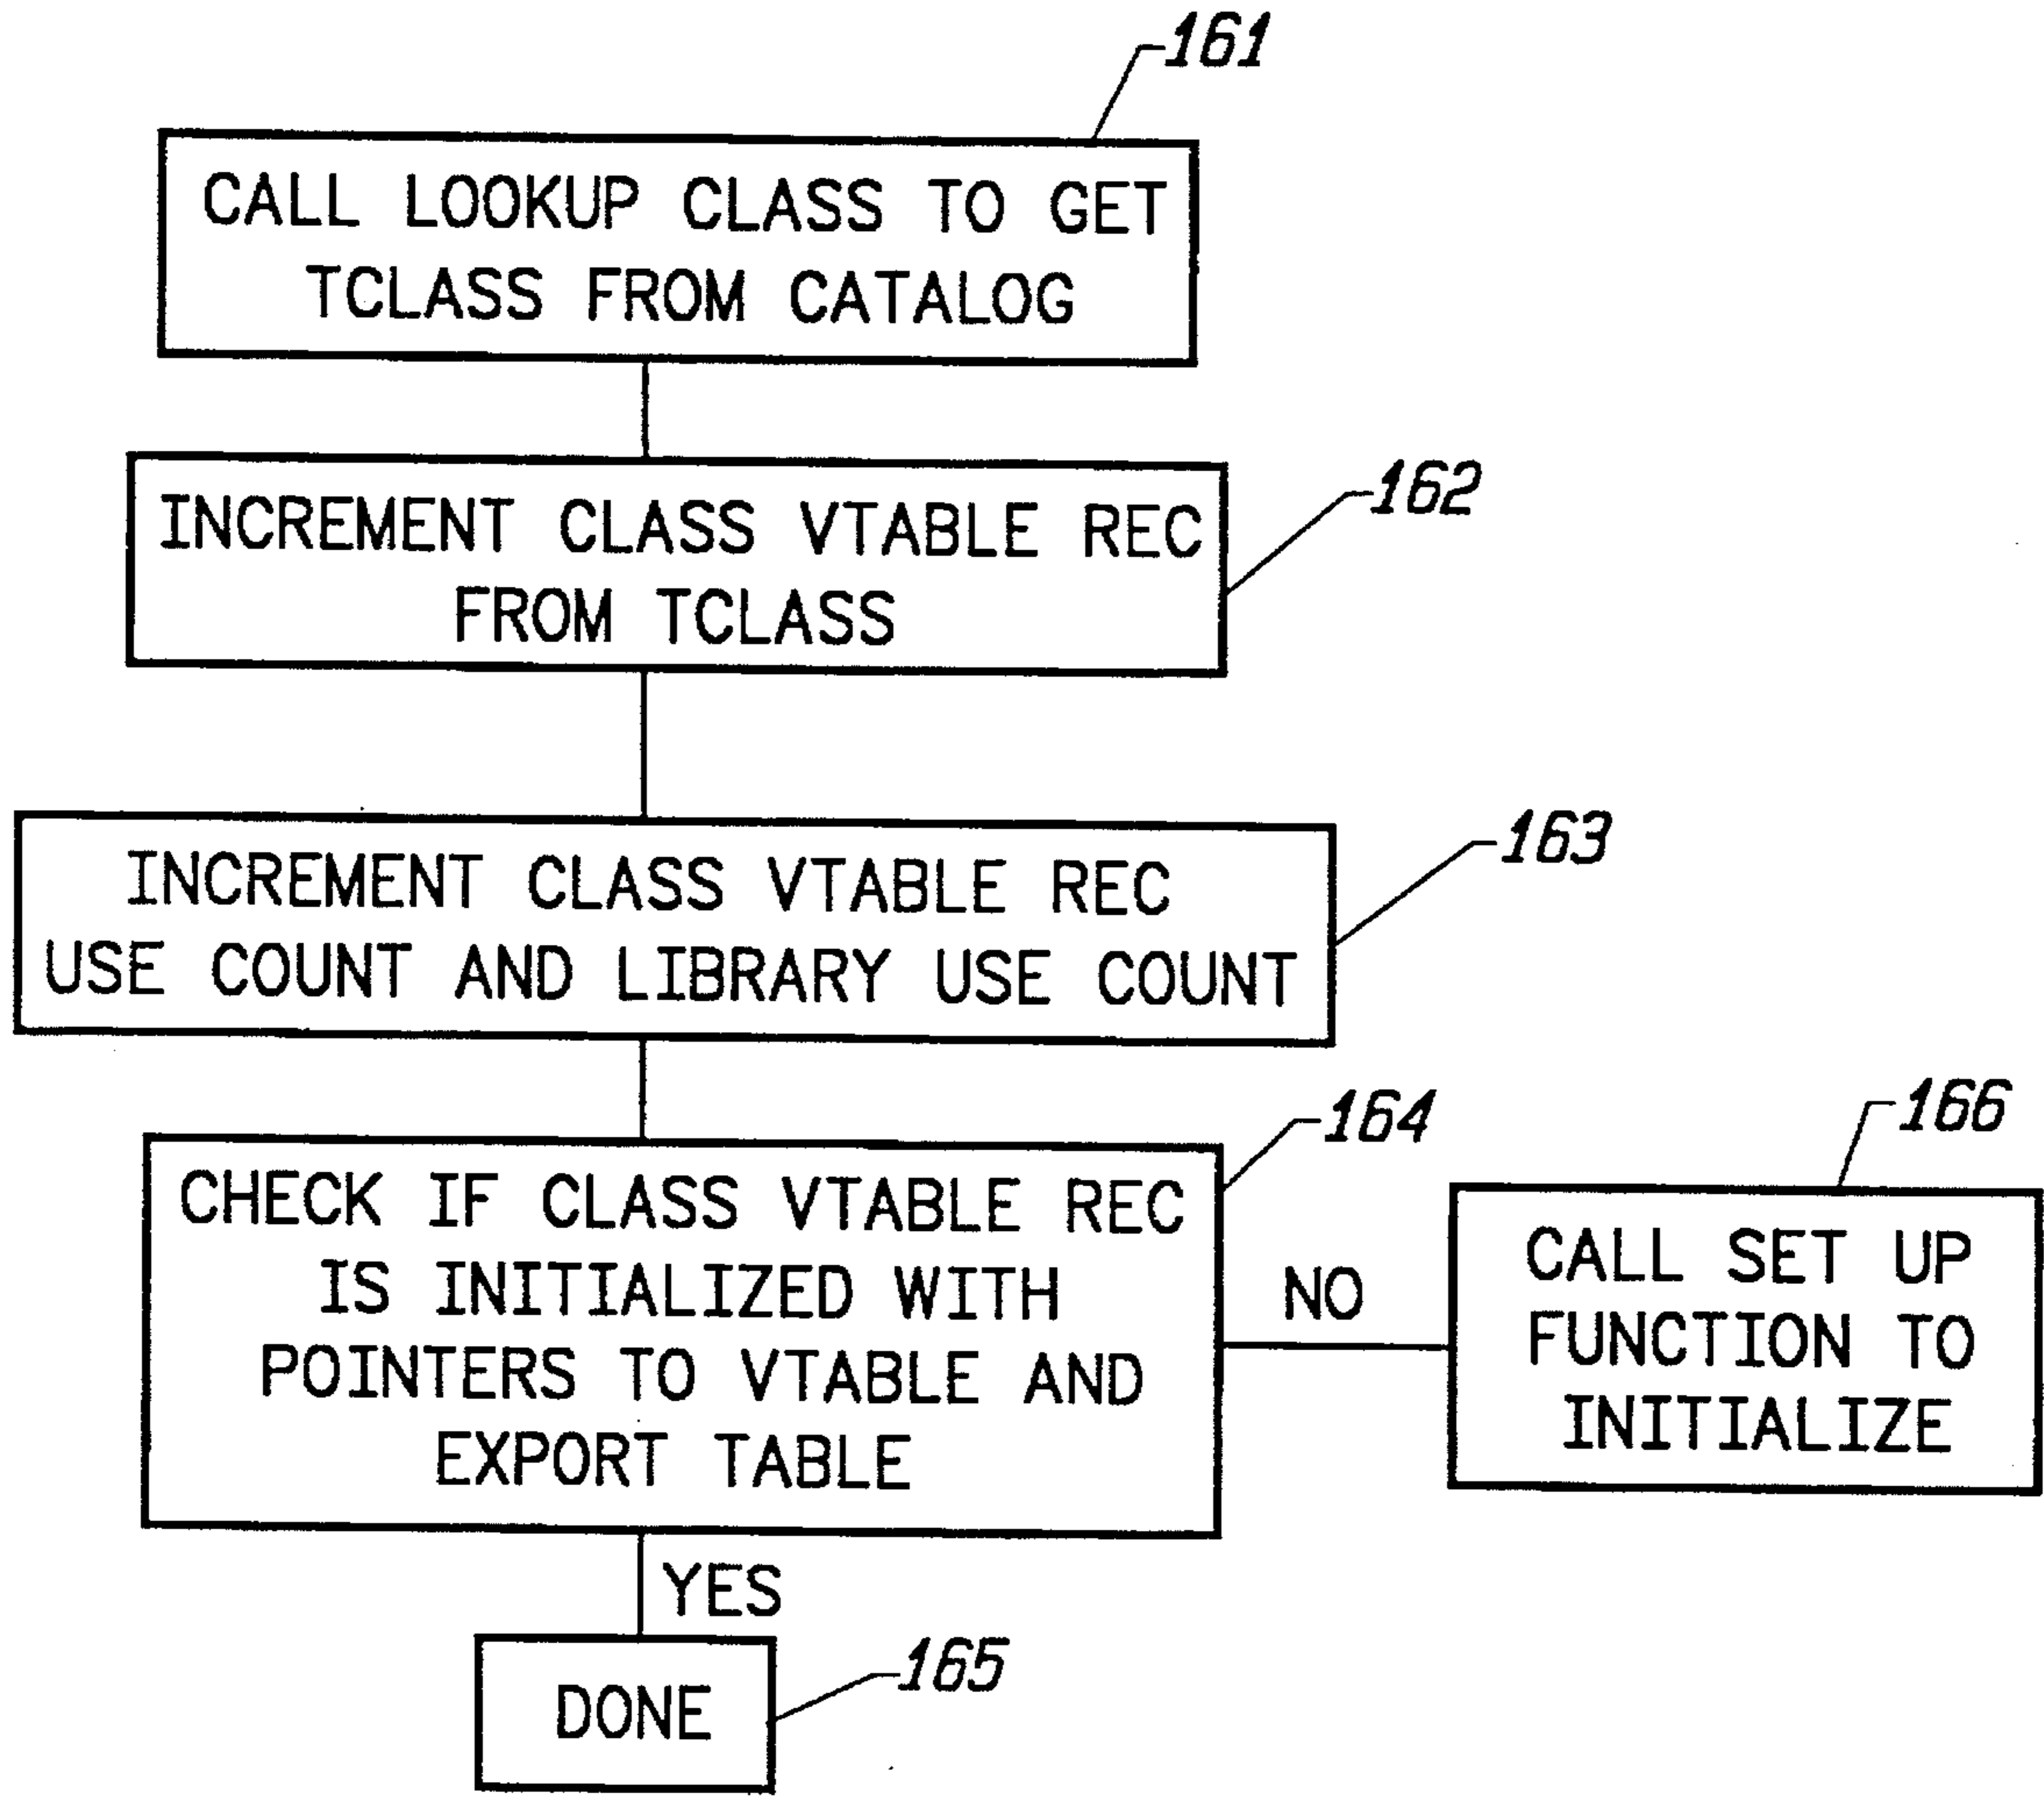 161
CALL LOOKUP CLASS TO GET
TCLASS FROM CATALOG
162
INCREMENT CLASS VTABLE REC
FROM TCLASS
163
INCREMENT CLASS VTABLE REC
USE COUNT AND LIBRARY USE COUNT
164
CHECK IF CLASS VTABLE REC
IS INITIALIZED WITH
POINTERS TO VTABLE AND
EXPORT TABLE
NO
166
CALL SET UP
FUNCTION TO
INITIALIZE
YES
165
DONE